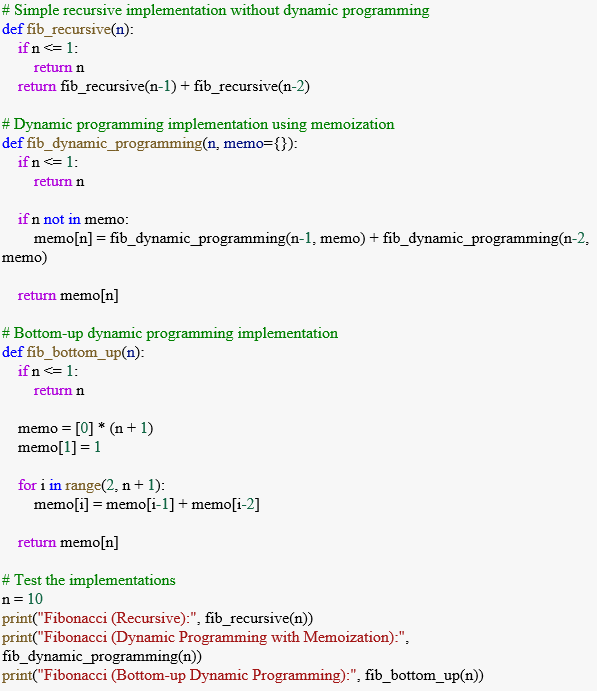 # Simple recursive implementation without dynamic programming
def fib_recursive(n):
    if n <= 1:
        return n
    return fib_recursive(n-1) + fib_recursive(n-2)

# Dynamic programming implementation using memoization
def fib_dynamic_programming(n, memo={}):
    if n <= 1:
        return n

    if n not in memo:
        memo[n] = fib_dynamic_programming(n-1, memo) + fib_dynamic_programming(n-2,
memo)

    return memo[n]

# Bottom-up dynamic programming implementation
def fib_bottom_up(n):
    if n <= 1:
        return n

    memo = [0] * (n + 1)
    memo[1] = 1

    for i in range(2, n + 1):
        memo[i] = memo[i-1] + memo[i-2]

    return memo[n]

# Test the implementations
n = 10
print("Fibonacci (Recursive):", fib_recursive(n))
print("Fibonacci (Dynamic Programming with Memoization):",
fib_dynamic_programming(n))
print("Fibonacci (Bottom-up Dynamic Programming):", fib_bottom_up(n))